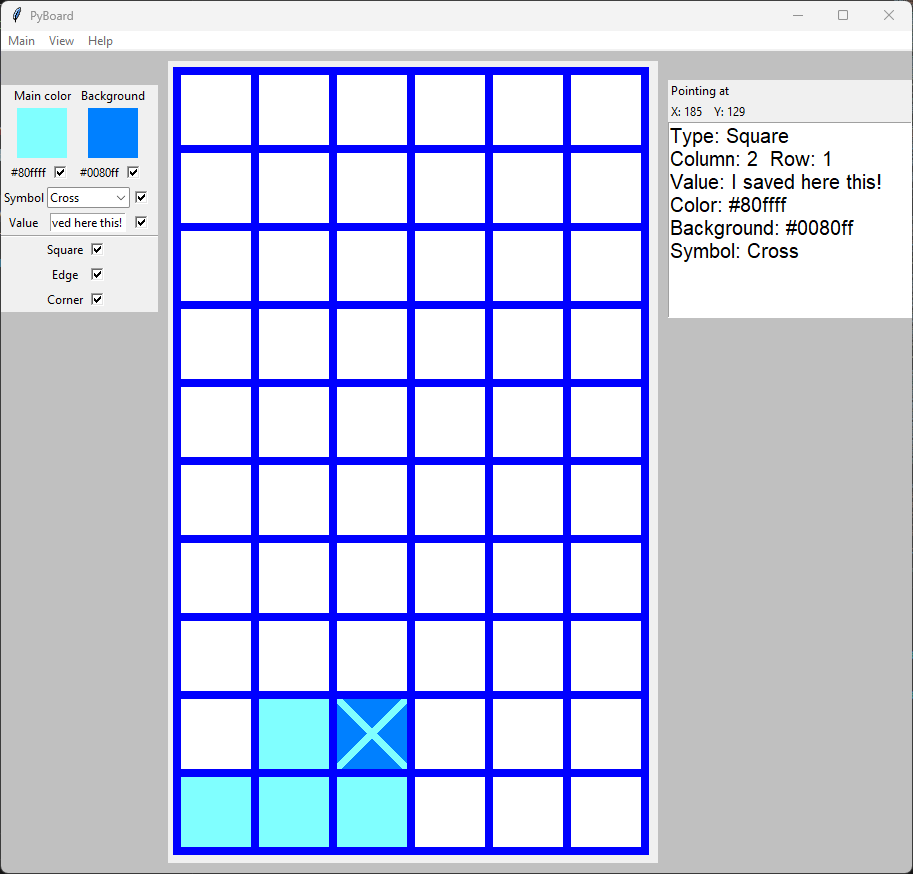 PyBoard
Main View Help
Main color Background
#80ffff #0080ff
Symbol Cross
Value ved here this!
Square
Edge
Corner
Pointing at
X: 185 Y: 129
Type: Square
Column: 2 Row: 1
Value: I saved here this!
Color: #80ffff
Background: #0080ff
Symbol: Cross